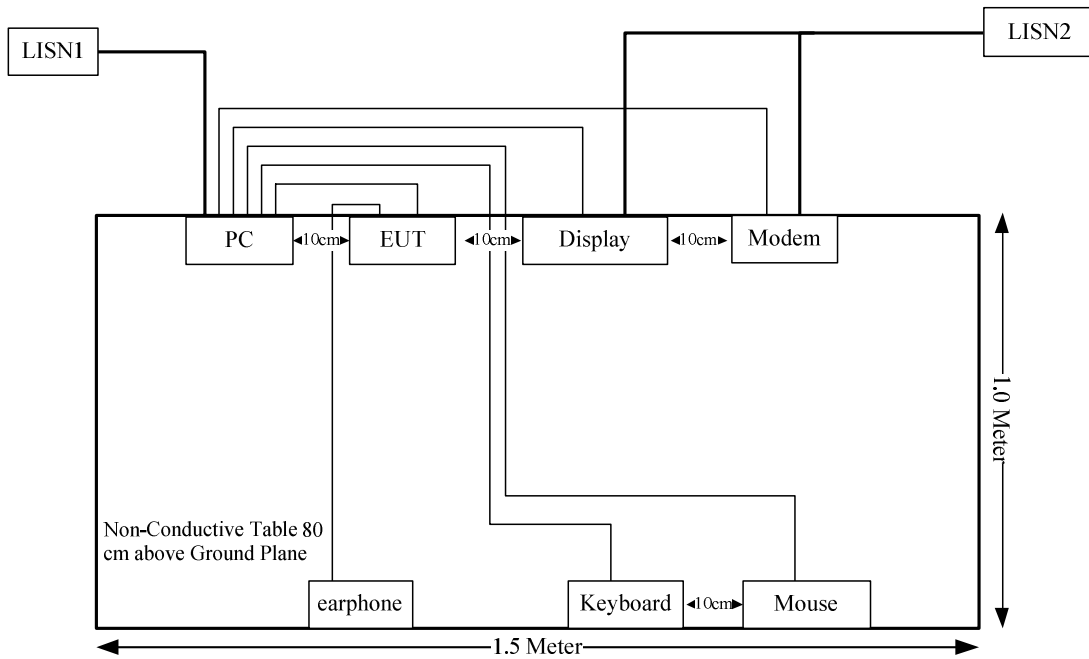 LISN1
LISN2
PC
10cm
EUT
10cm
Display
10cm
Modem
1.0 Meter
Non-Conductive Table 80
cm above Ground Plane
earphone
Keyboard
10cm
Mouse
1.5 Meter